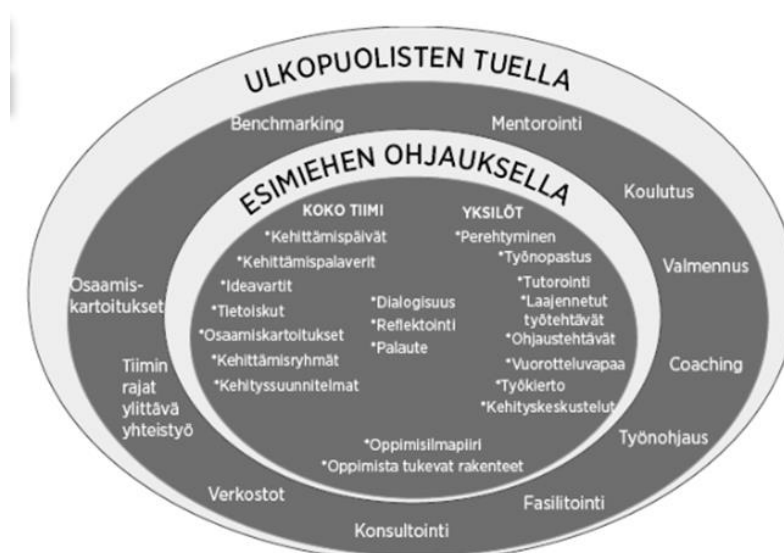 ULKOPUOLISTEN TUELLA
Benchmarking
Mentorointi
Koulutus
Valmennus
Coaching
Työnohjaus
Fasilitointi
Konsultointi
Verkostot
Tiimin
rajat
ylittävä
yhteistyö
Osaamis-
kartoitukset
ESIMIEHEN OHJAUKSELLA
KOKO TIIMI
*Kehittämispäivät
*Kehittämispalaverit
*Ideavartit
*Tietoiskut
*Osaamiskartoitukset
*Kehittämisryhmät
*Kehityssuunnitelmat
*Dialogisuus
*Reflektointi
*Palaute
YKSILÖT
*Perehtyminen
*Työnopastus
*Tutorointi
*Laajennetut
työtehtävät
*Ohjaustehtävät
*Vuorotteluvapaa
*Työkierto
*Kehityskeskustelut
*Oppimisilmapiiri
*Oppimista tukevat rakenteet